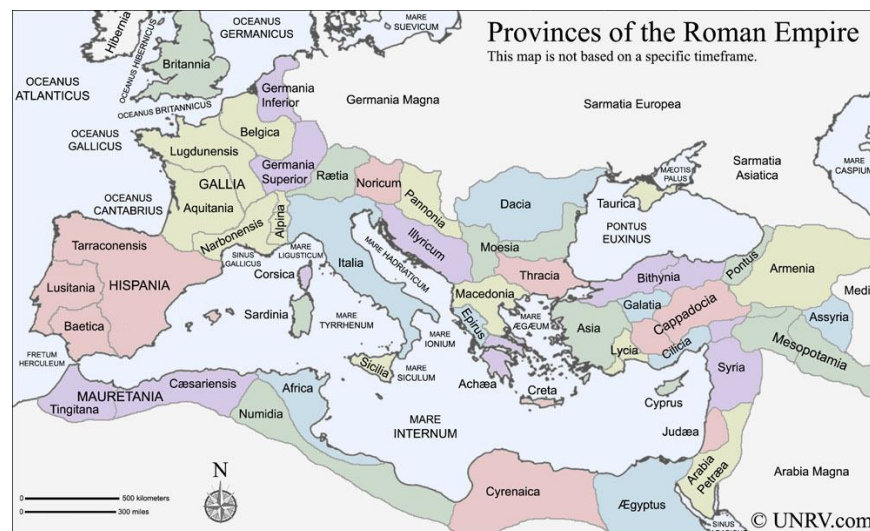 Provinces of the Roman Empire
This map is not based on a specific timeframe.
Hibernia
OCEANUS HIBERNICUS
Britannia
OCEANUS
GERMANICUS
MARE
SUEVICUM
OCEANUS
ATLANTICUS
OCEANUS BRITANNICUS
OCEANUS
GALLICUS
OCEANUS
CANTABRIUS
Germania
Inferior
Germania Magna
Sarmatia Europea
Sarmatia
Asiatica
MARE
CASPIUM
Belgica
Lugdunensis
Germania
Superior
GALLIA
Aquitania
Narbonensis
Alpina
Rætia
Noricum
Pannonia
Illyricum
Dacia
Moesia
Thracia
Taurica
MÆOTIS
PALUS
PONTUS
EUXINUS
Tarraconensis
HISPANIA
Lusitania
Baetica
FRETUM
HERCULEUM
SINUS
GALLICUS
MARE
LIGUSTICUM
MARE HADRIATICUM
Corsica
Sardinia
Italia
MARE
TYRRHENUM
Sicilia
MARE
SICULUM
MARE
IONIUM
Macedonia
Epirus
MARE
ÆGÆUM
Achæa
Creta
Bithynia
Pontus
Armenia
Medi
Galatia
Cappadocia
Asia
Lycia
Cilicia
Assyria
Mesopotamia
Syria
Cyprus
Judæa
Arabia
Petræa
Arabia Magna
MAURETANIA
Tingitana
Cæsariensis
Numidia
Africa
MARE
INTERNUM
Cyrenaica
Ægyptus
SINUS
N
0
500 kilometers
0
300 miles
© UNRV.com